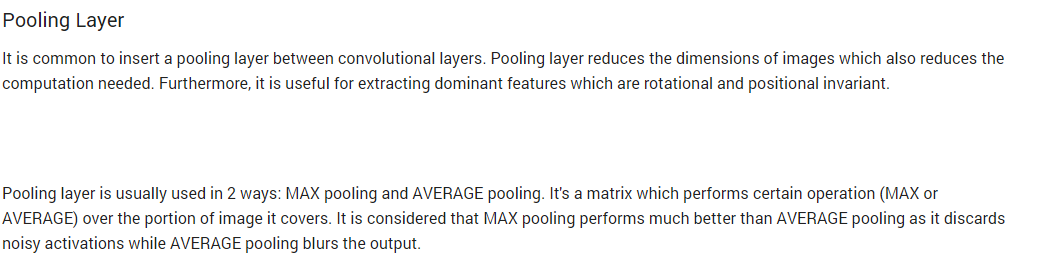 Pooling Layer
It is common to insert a pooling layer between convolutional layers. Pooling layer reduces the dimensions of images which also reduces the
computation needed. Furthermore, it is useful for extracting dominant features which are rotational and positional invariant.
Pooling layer is usually used in 2 ways: MAX pooling and AVERAGE pooling. It's a matrix which performs certain operation (MAX or
AVERAGE) over the portion of image it covers. It is considered that MAX pooling performs much better than AVERAGE pooling as it discards
noisy activations while AVERAGE pooling blurs the output.